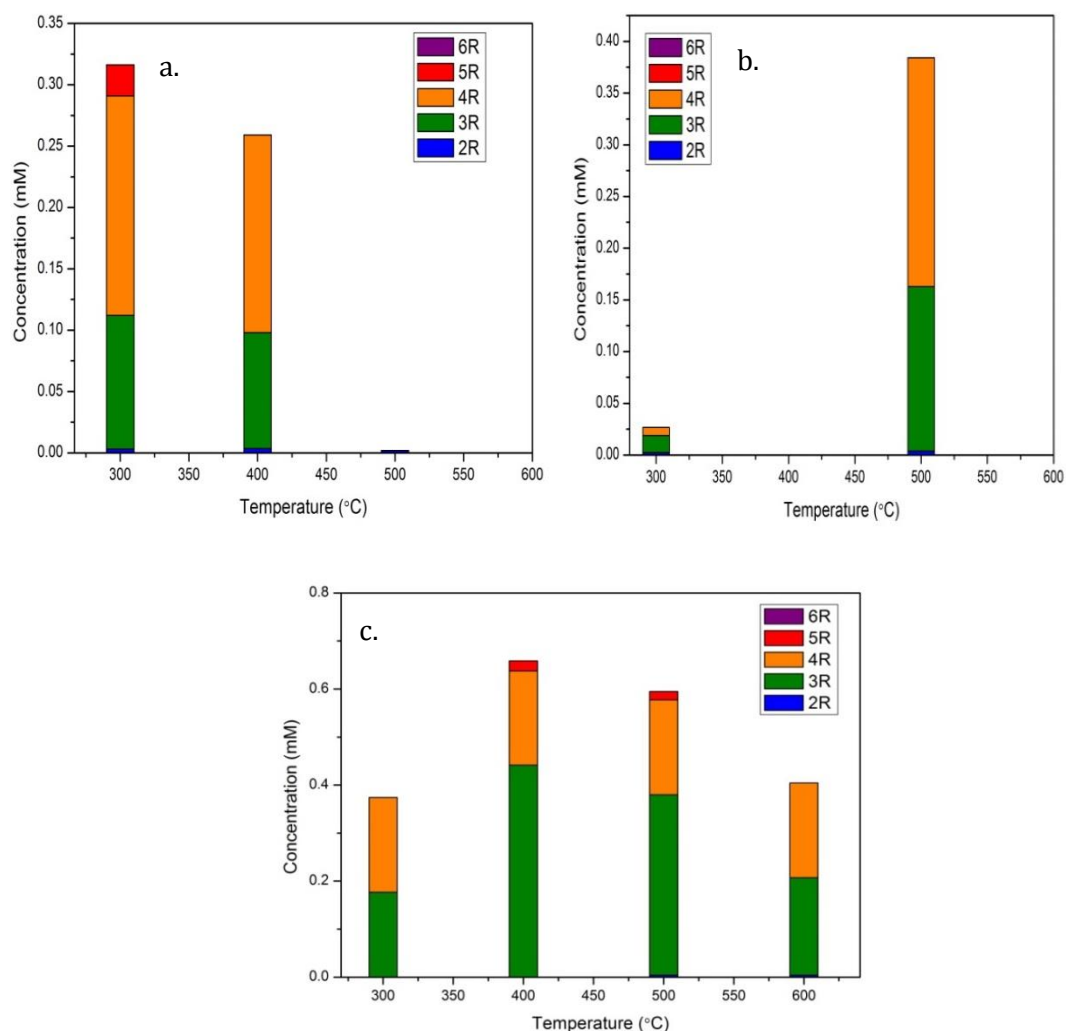 a.
0.35
0.30
0.25
0.20
0.15
0.10
0.05
0.00
Concentration (mM)
6R
5R
4R
3R
2R
300 350 400 450 500 550 600
Temperature (°C)
b.
0.40
0.35
0.30
0.25
0.20
0.15
0.10
0.05
0.00
Concentration (mM)
6R
5R
4R
3R
2R
300 350 400 450 500 550 600
Temperature (°C)
c.
0.8
0.6
0.4
0.2
0.0
Concentration (mM)
6R
5R
4R
3R
2R
300 350 400 450 500 550 600
Temperature (°C)